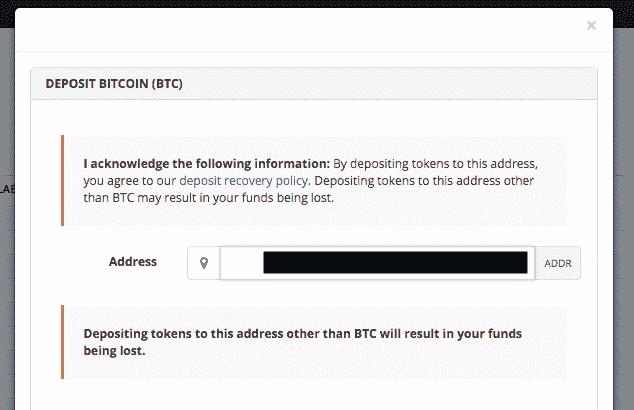 ×
DEPOSIT BITCOIN (BTC)
I acknowledge the following information: By depositing tokens to this address,
you agree to our deposit recovery policy. Depositing tokens to this address other
than BTC may result in your funds being lost.
LAB
Address
ADDR
Depositing tokens to this address other than BTC will result in your funds
being lost.